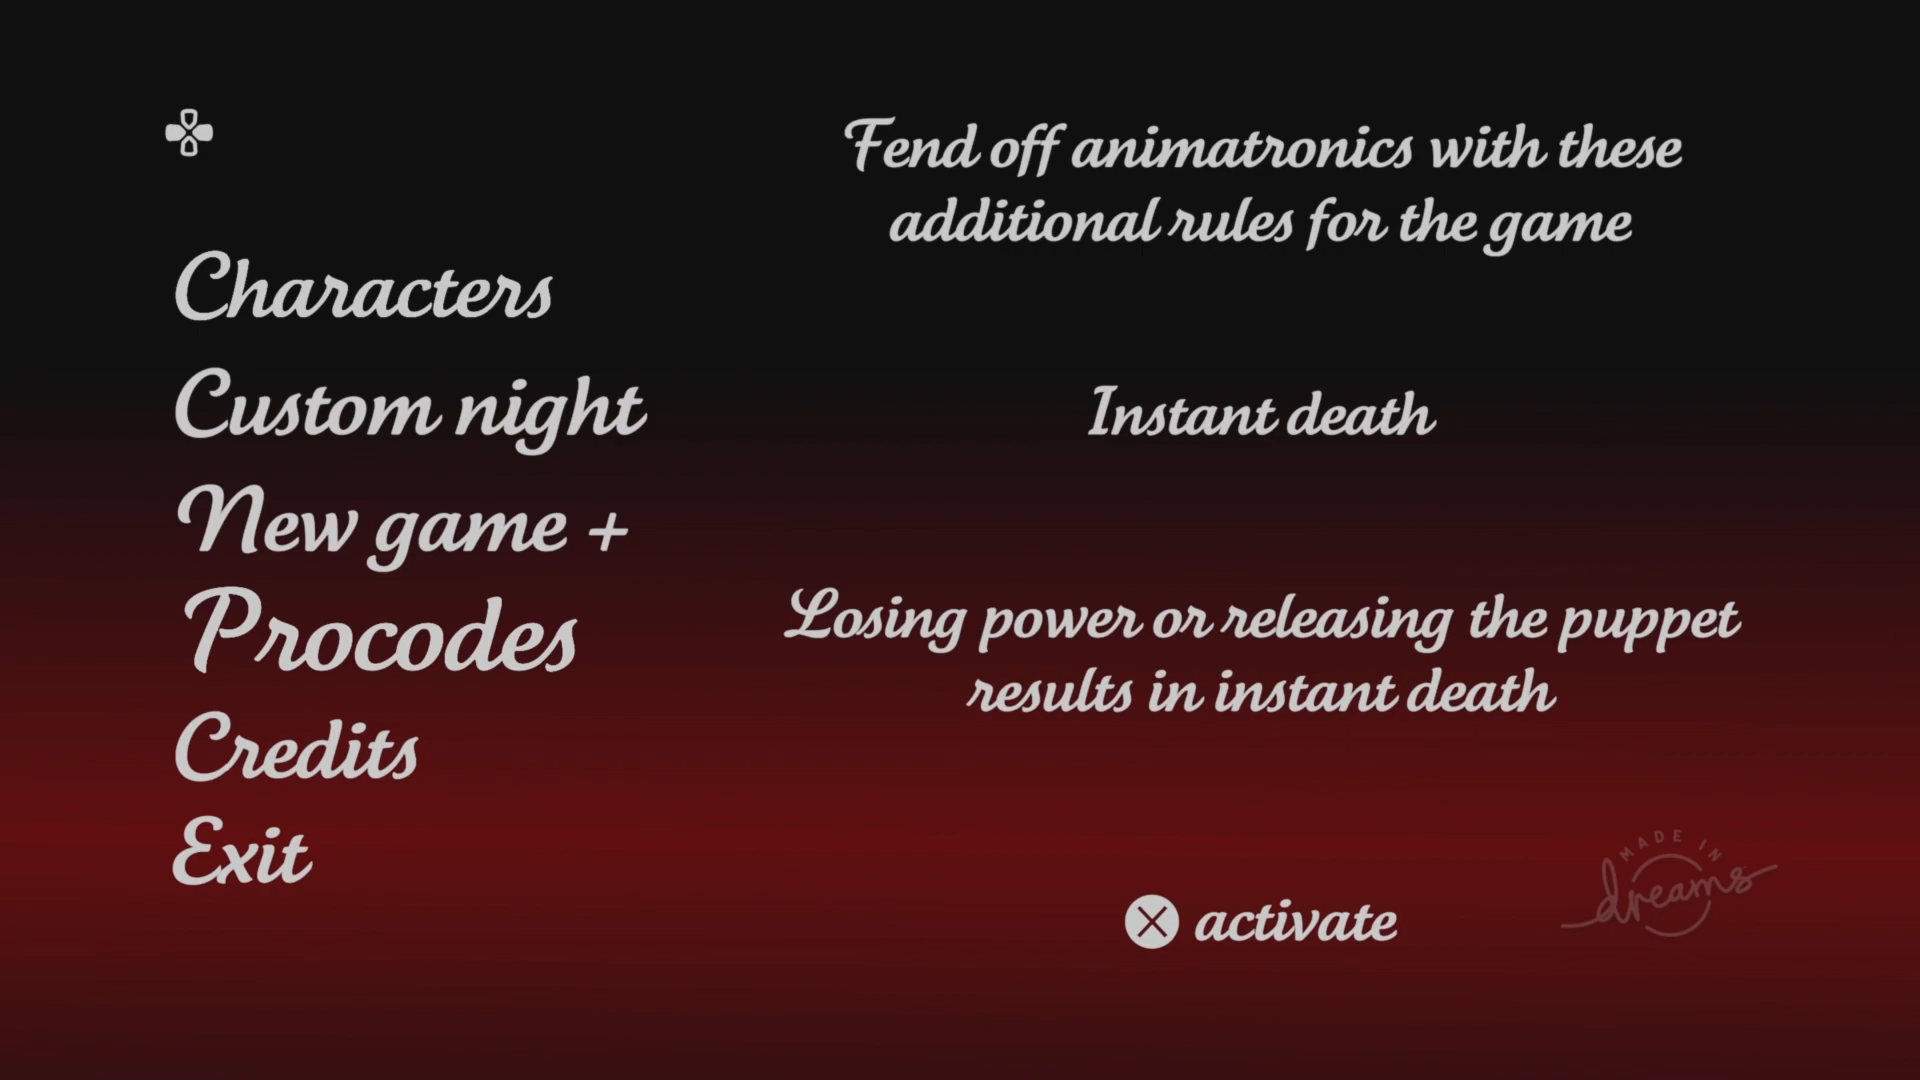 Characters
Custom night
New game +
Procodes
Credits
Exit
Fend off animatronics with these
additional rules for the game
Instant death
Losing power or releasing the puppet
results in instant death
activate
MADE IN
dreams